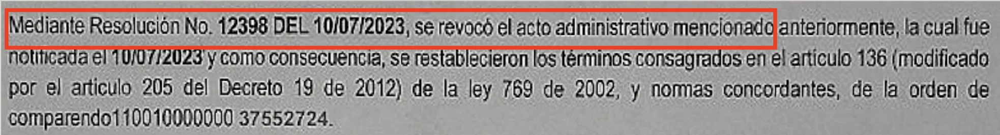 Mediante Resolución No. 12398 DEL 10/07/2023, se revocó el acto administrativo mencionado anteriormente, la cual fue
notificada el 10/07/2023 y como consecuencia, se restablecieron los términos consagrados en el artículo 136 (modificado
por el articulo 205 del Decreto 19 de 2012) de la ley 769 de 2002, y normas concordantes, de la orden de
comparendo110010000000 37552724.